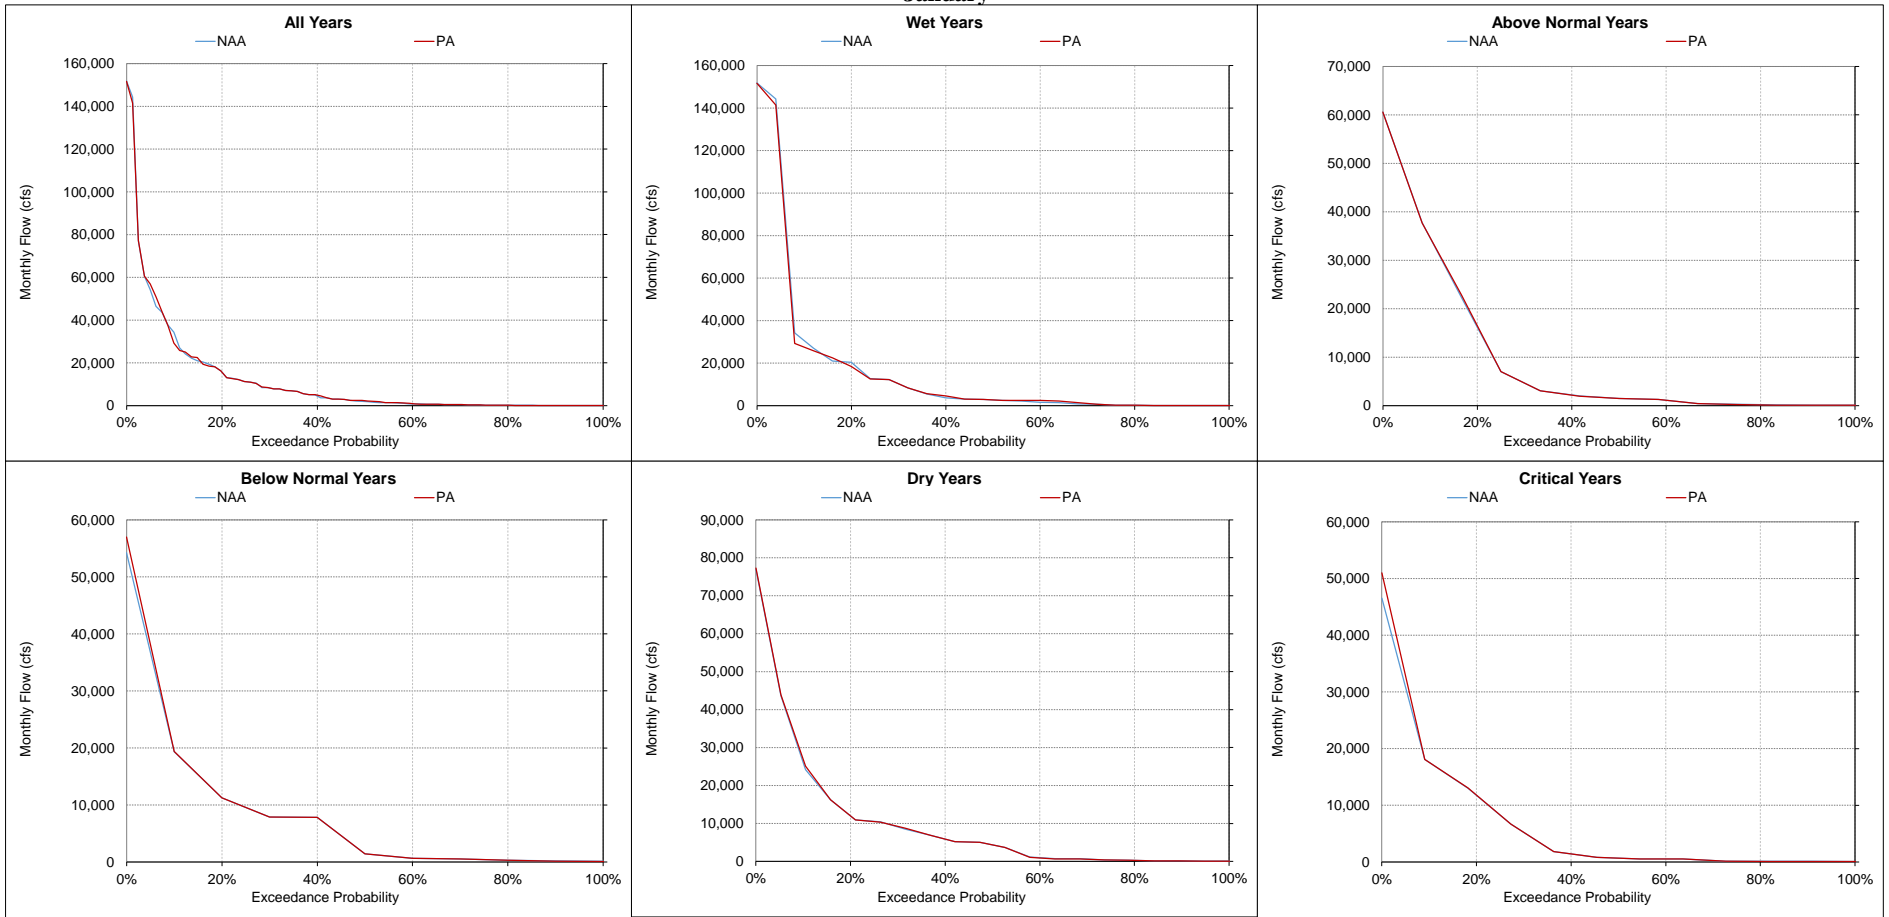 All Years
NAA PA
160,000
140,000
120,000
100,000
80,000
60,000
40,000
20,000
0
Monthly Flow (cfs)
0% 20% 40% 60% 80% 100%
Exceedance Probability
Wet Years
NAA PA
160,000
140,000
120,000
100,000
80,000
60,000
40,000
20,000
0
Monthly Flow (cfs)
0% 20% 40% 60% 80% 100%
Exceedance Probability
Above Normal Years
NAA PA
70,000
60,000
50,000
40,000
30,000
20,000
10,000
0
Monthly Flow (cfs)
0% 20% 40% 60% 80% 100%
Exceedance Probability
Below Normal Years
NAA PA
60,000
50,000
40,000
30,000
20,000
10,000
0
Monthly Flow (cfs)
0% 20% 40% 60% 80% 100%
Exceedance Probability
Dry Years
NAA PA
90,000
80,000
70,000
60,000
50,000
40,000
30,000
20,000
10,000
0
Monthly Flow (cfs)
0% 20% 40% 60% 80% 100%
Exceedance Probability
Critical Years
NAA PA
60,000
50,000
40,000
30,000
20,000
10,000
0
Monthly Flow (cfs)
0% 20% 40% 60% 80% 100%
Exceedance Probability